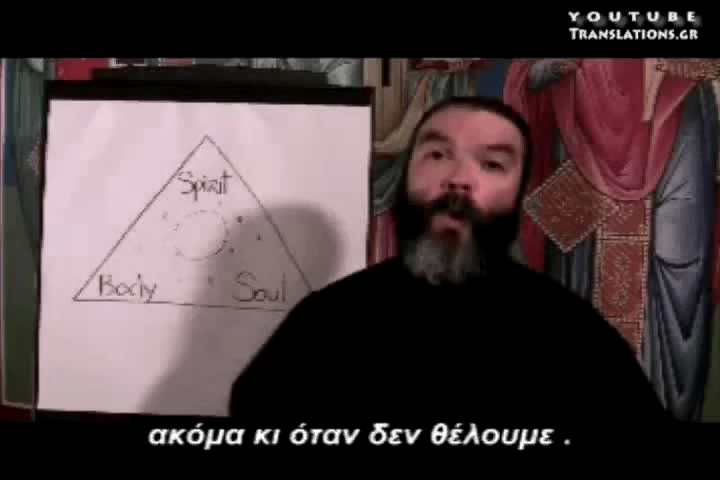 YOUTUBE
TRANSLATIONS.GR
Spirit
Body
Soul
ακόμα κι όταν δεν θέλουμε .